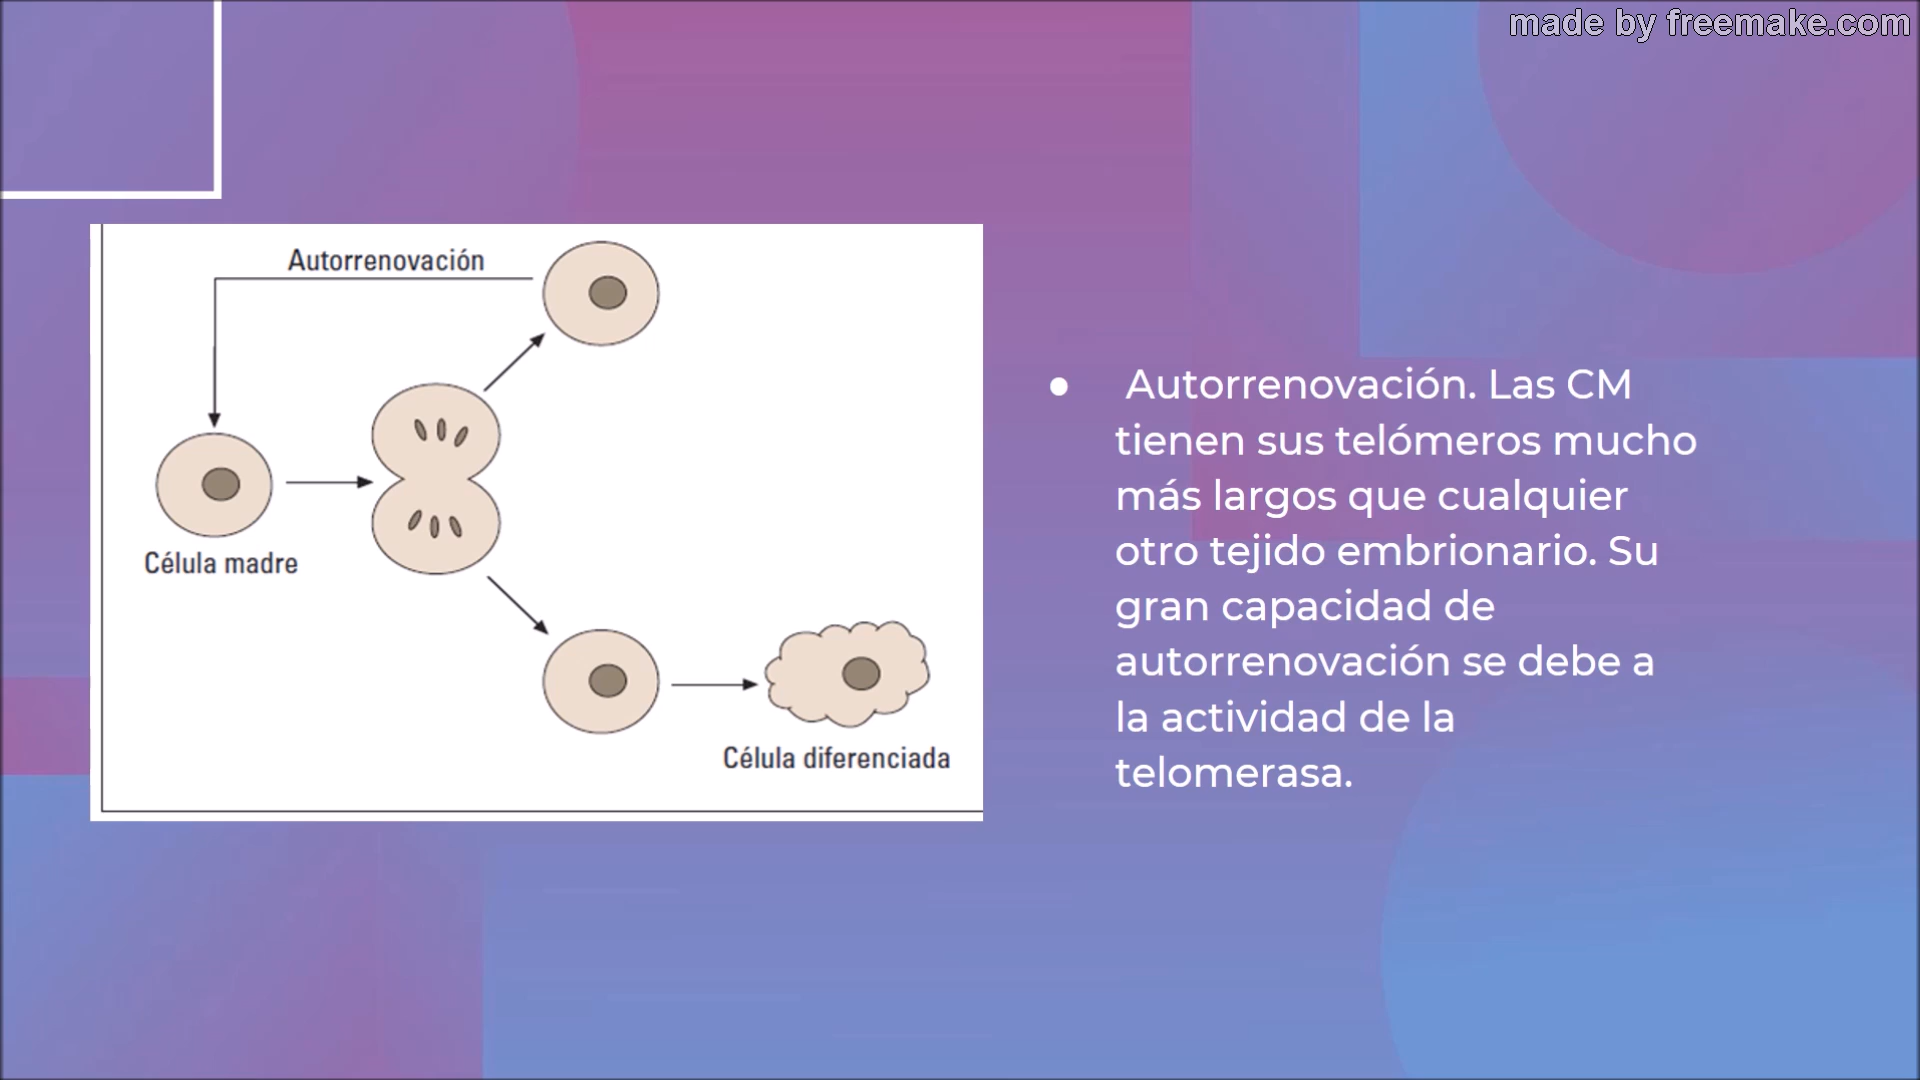 made by freemake.com
Autorrenovación
Célula madre
Célula diferenciada
● Autorrenovación. Las CM
tienen sus telómeros mucho
más largos que cualquier
otro tejido embrionario. Su
gran capacidad de
autorrenovación se debe a
la actividad de la
telomerasa.